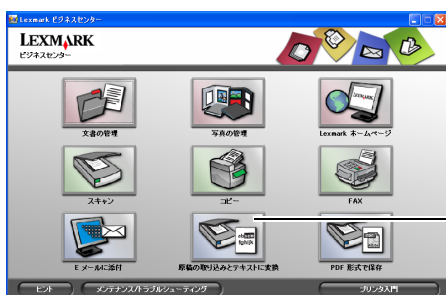 Lexmark ビジネスセンター
LEXMARK
ビジネスセンター
LEXMARK
文書の管理
写真の管理
Lexmark ホームページ
スキャン
コピー
FAX
abc
fghijk
E メールに添付
原稿の取り込みとテキストに変換
PDF 形式で保存
ヒント
メンテナンス/トラブルシューティング
プリンタ入門